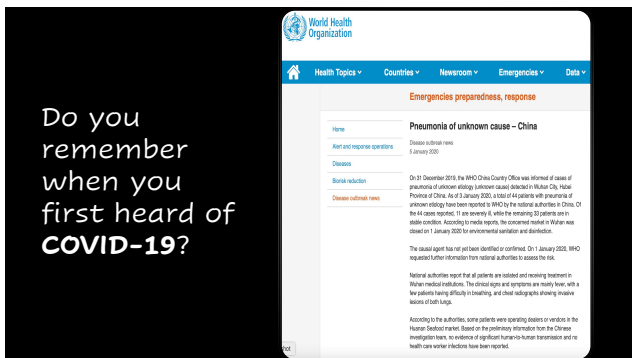 Do you
remember
when you
first heard of
COVID-19?
World Health
Organization
Health Topics
Countries
Newsroom
Emergencies
Data
Emergencies preparedness, response
Home
Alert and response operations
Diseases
Biorisk reduction
Disease outbreak news
Pneumonia of unknown cause – China
Disease outbreak news
5 January 2020
On 31 December 2019, the WHO China Country Office was informed of cases of
pneumonia of unknown etiology (unknown cause) detected in Wuhan City, Hubei
Province of China. As of 3 January 2020, a total of 44 patients with pneumonia of
unknown etiology have been reported to WHO by the national authorities in China. Of
the 44 cases reported, 11 are severely ill, while the remaining 33 patients are in
stable condition. According to media reports, the concerned market in Wuhan was
closed on 1 January 2020 for environmental sanitation and disinfection.
The causal agent has not yet been identified or confirmed. On 1 January 2020, WHO
requested further information from national authorities to assess the risk.
National authorities report that all patients are isolated and receiving treatment in
Wuhan medical institutions. The clinical signs and symptoms are mainly fever, with a
few patients having difficulty in breathing, and chest radiographs showing invasive
lesions of both lungs.
According to the authorities, some patients were operating dealers or vendors in the
Huanan Seafood market. Based on the preliminary information from the Chinese
investigation team, no evidence of significant human-to-human transmission and no
health care worker infections have been reported.
hot